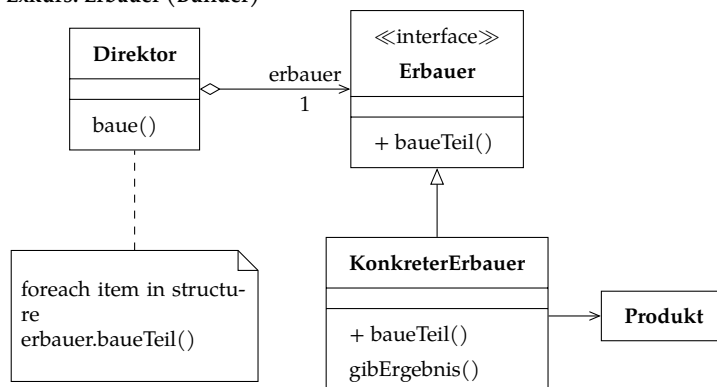 Exkurs: Erbauer (Builder)
Direktor
baue()
erbauer
1
≪interface≫
Erbauer
+ baueTeil()
foreach item in structu-
re
erbauer.baueTeil()
KonkreterErbauer
+ baueTeil()
gibErgebnis()
Produkt